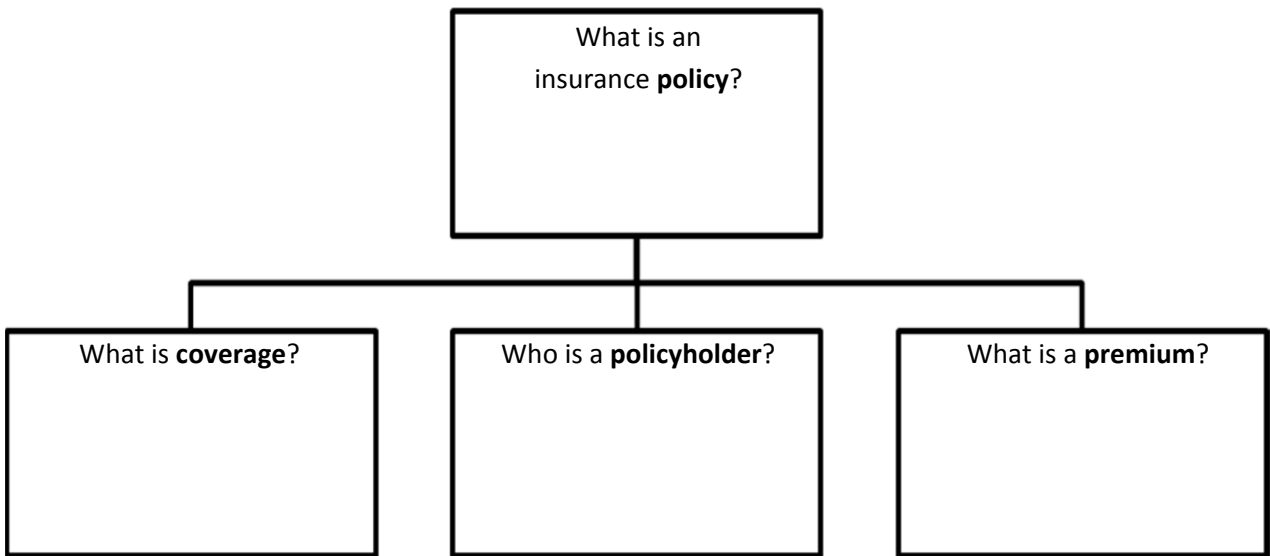 What is an
insurance policy?
What is coverage?
Who is a policyholder?
What is a premium?